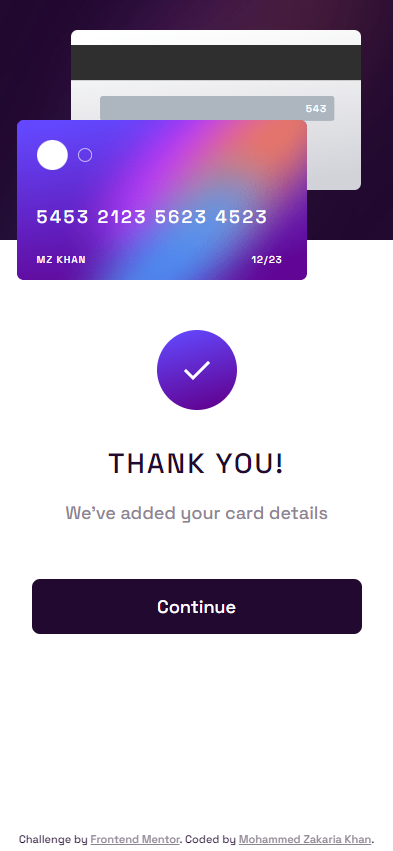 543
5453 2123 5623 4523
MZ KHAN 12/23
THANK YOU!
We've added your card details
Continue
Challenge by Frontend Mentor. Coded by Mohammed Zakaria Khan.